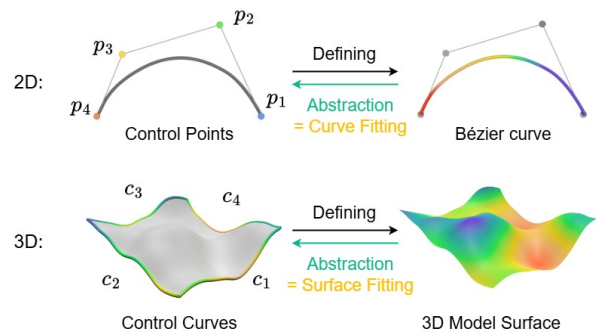 p₂
p₃
Defining
2D:
Abstraction
= Curve Fitting
p₄
p₁
Control Points
Bézier curve
c₃
c₄
Defining
3D:
Abstraction
= Surface Fitting
c₂
c₁
Control Curves
3D Model Surface